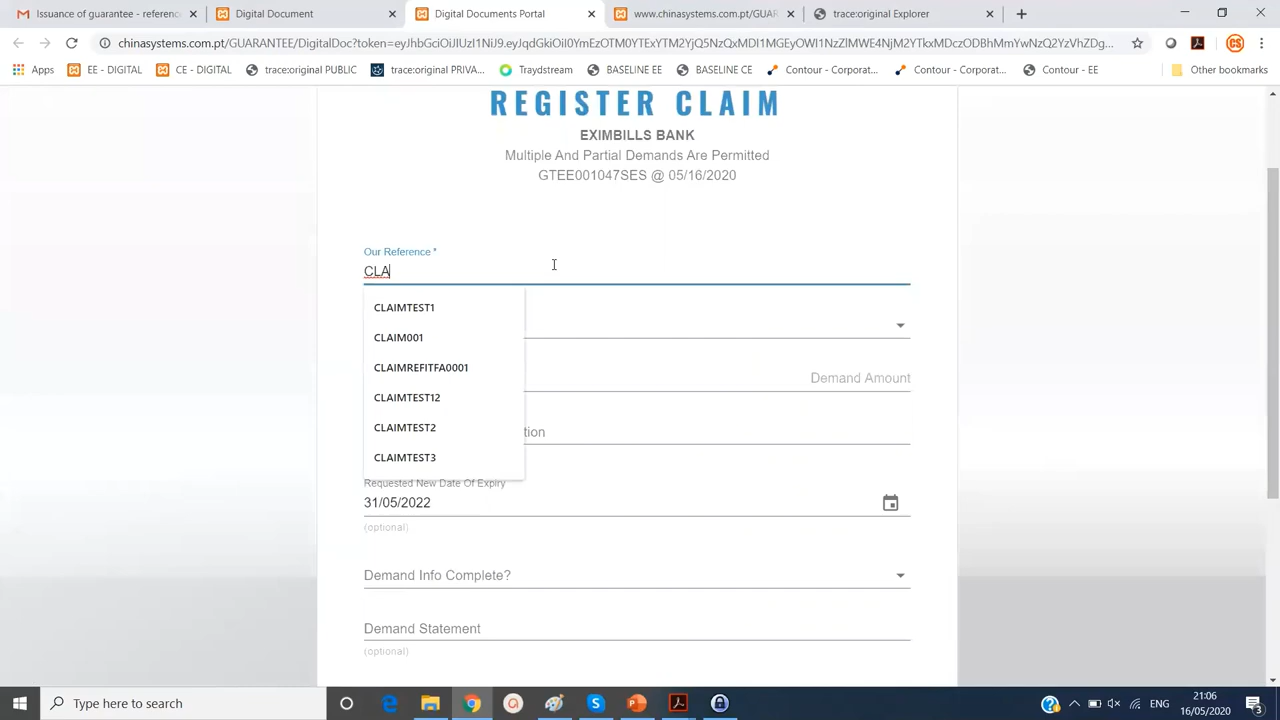 Issuance of guarantee - referenc
Digital Document
Digital Documents Portal
www.chinasystems.com.pt/GUAR
trace:original Explorer
chinasystems.com.pt/GUARANTEE/DigitalDoc?token=
Apps
EE - DIGITAL
CE - DIGITAL
trace:original PUBLIC
trace:original PRIVA...
Traydstream
BASELINE EE
BASELINE CE
Contour - Corporat...
Contour - Corporat...
Contour - EE
Other bookmarks
REGISTER CLAIM
EXIMBILLS BANK
Multiple And Partial Demands Are Permitted
GTEE001047SES @ 05/16/2020
Our Reference *
CLA
CLAIMTEST1
CLAIM001
CLAIMREFITFA0001
Demand Amount
CLAIMTEST12
CLAIMTEST2
tion
CLAIMTEST3
Requested New Date Of Expiry
31/05/2022
(optional)
Demand Info Complete?
Demand Statement
(optional)
Type here to search
ENG
21:06
16/05/2020
3